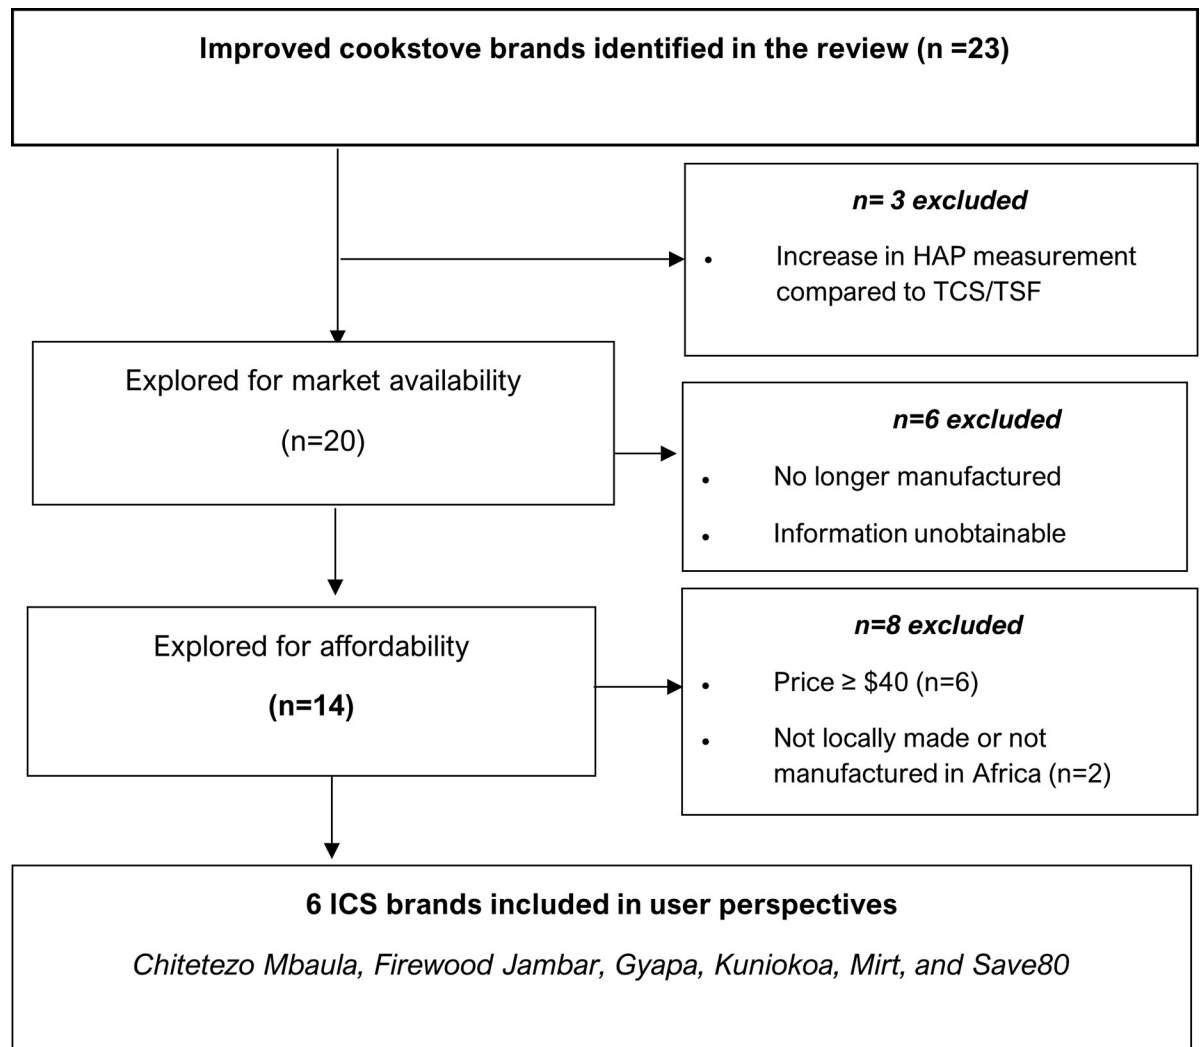 Improved cookstove brands identified in the review (n =23)
n= 3 excluded
• Increase in HAP measurement
compared to TCS/TSF
Explored for market availability
(n=20)
n=6 excluded
• No longer manufactured
• Information unobtainable
Explored for affordability
(n=14)
n=8 excluded
• Price ≥ $40 (n=6)
• Not locally made or not
manufactured in Africa (n=2)
6 ICS brands included in user perspectives
Chitetezo Mbaula, Firewood Jambar, Gyapa, Kuniokoa, Mirt, and Save80